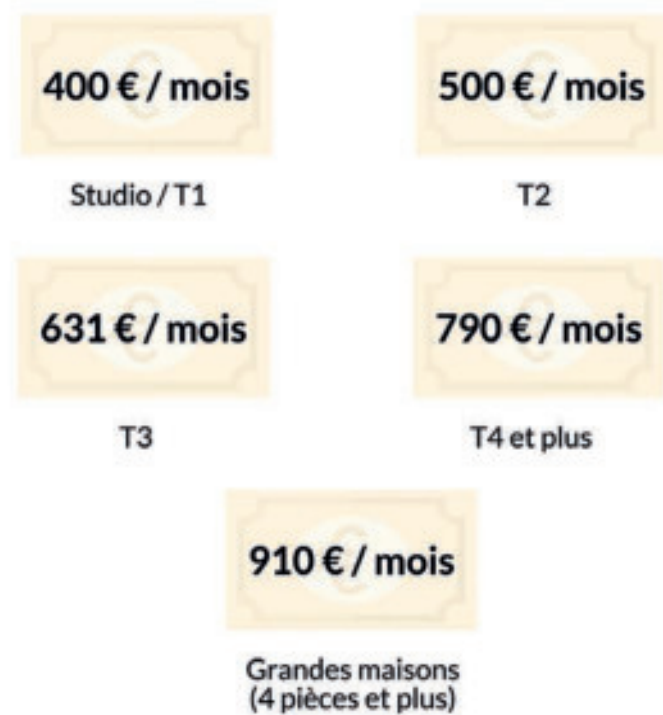 400 € / mois
500 € / mois
Studio / T1
T2
631 € / mois
790 € / mois
T3
T4 et plus
910 € / mois
Grandes maisons
(4 pièces et plus)